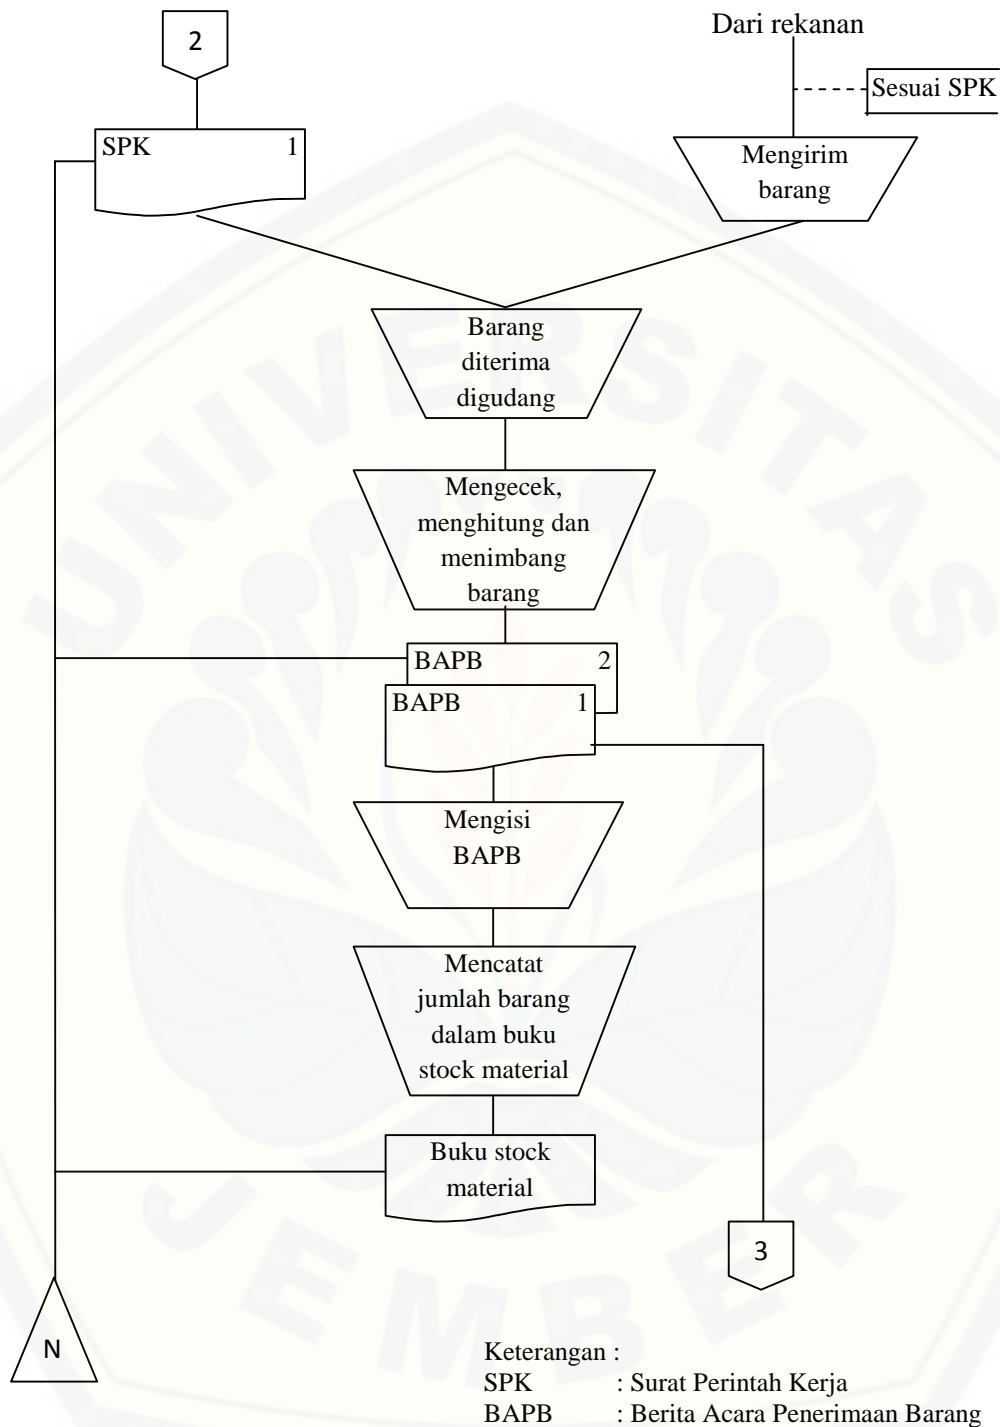 2
Dari rekanan
Sesuai SPK
SPK 1
Mengirim
barang
Barang
diterima
digudang
Mengecek,
menghitung dan
menimbang
barang
BAPB 2
BAPB 1
Mengisi
BAPB
Mencatat
jumlah barang
dalam buku
stock material
Buku stock
material
3
N
Keterangan :
SPK : Surat Perintah Kerja
BAPB : Berita Acara Penerimaan Barang
UNIVERSITAS
JEMBER